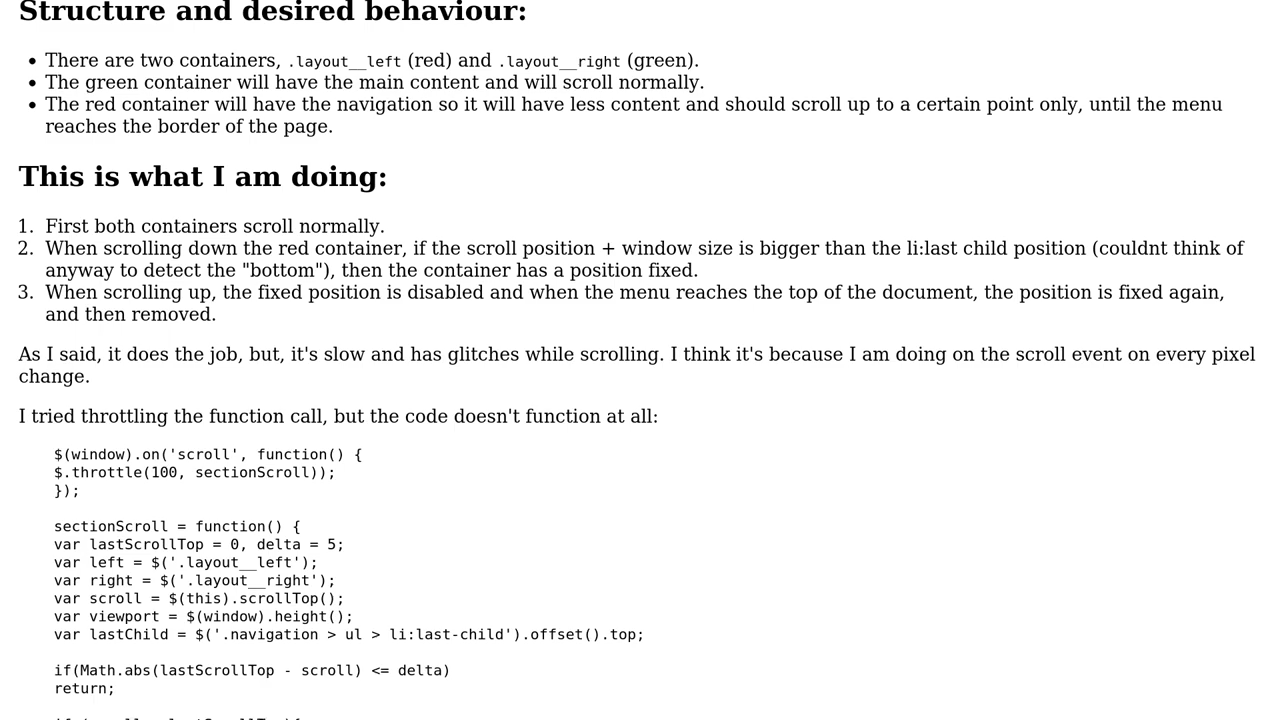 Structure and desired behaviour:
• There are two containers, .layout__left (red) and .layout__right (green).
• The green container will have the main content and will scroll normally.
• The red container will have the navigation so it will have less content and should scroll up to a certain point only, until the menu
reaches the border of the page.
This is what I am doing:
1. First both containers scroll normally.
2. When scrolling down the red container, if the scroll position + window size is bigger than the li:last child position (couldnt think of
anyway to detect the "bottom"), then the container has a position fixed.
3. When scrolling up, the fixed position is disabled and when the menu reaches the top of the document, the position is fixed again,
and then removed.
As I said, it does the job, but, it's slow and has glitches while scrolling. I think it's because I am doing on the scroll event on every pixel
change.
I tried throttling the function call, but the code doesn't function at all:
$(window).on('scroll', function() {
$.throttle(100, sectionScroll));
});
sectionScroll = function() {
var lastScrollTop = 0, delta = 5;
var left = $('.layout__left');
var right = $('.layout__right');
var scroll = $(this).scrollTop();
var viewport = $(window).height();
var lastChild = $('.navigation > ul > li:last-child').offset().top;
if(Math.abs(lastScrollTop - scroll) <= delta)
return;